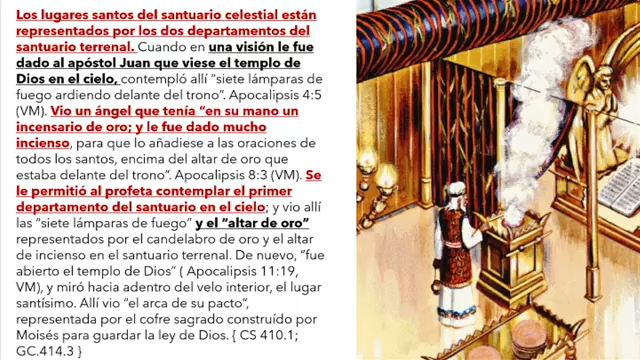 Los lugares santos del santuario celestial están
representados por los dos departamentos del
santuario terrenal. Cuando en una visión le fue
dado al apóstol Juan que viese el templo de
Dios en el cielo, contempló allí “siete lámparas de
fuego ardiendo delante del trono”. Apocalipsis 4:5
(VM). Vio un ángel que tenía “en su mano un
incensario de oro; y le fue dado mucho
incienso, para que lo añadiese a las oraciones de
todos los santos, encima del altar de oro que
estaba delante del trono”. Apocalipsis 8:3 (VM). Se
le permitió al profeta contemplar el primer
departamento del santuario en el cielo; y vio allí
las “siete lámparas de fuego” y el “altar de oro”
representados por el candelabro de oro y el altar
de incienso en el santuario terrenal. De nuevo, “fue
abierto el templo de Dios” ( Apocalipsis 11:19,
VM), y miró hacia adentro del velo interior, el lugar
santísimo. Allí vio “el arca de su pacto”,
representada por el cofre sagrado construído por
Moisés para guardar la ley de Dios. { CS 410.1;
GC.414.3 }